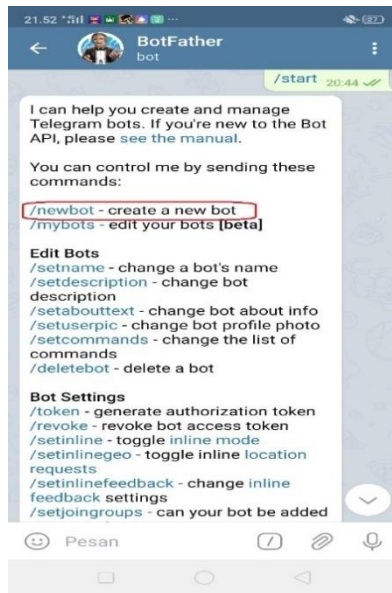 21.52
27
BotFather
bot
/start 20:44
I can help you create and manage
Telegram bots. If you're new to the Bot
API, please see the manual.
You can control me by sending these
commands:
/newbot - create a new bot
/mybots - edit your bots [beta]
Edit Bots
/setname - change a bot's name
/setdescription - change bot
description
/setabouttext - change bot about info
/setuserpic - change bot profile photo
/setcommands - change the list of
commands
/deletebot - delete a bot
Bot Settings
/token - generate authorization token
/revoke - revoke bot access token
/setinline - toggle inline mode
/setinlinegeo - toggle inline location
requests
/setinlinefeedback - change inline
feedback settings
/setjoingroups - can your bot be added
Pesan